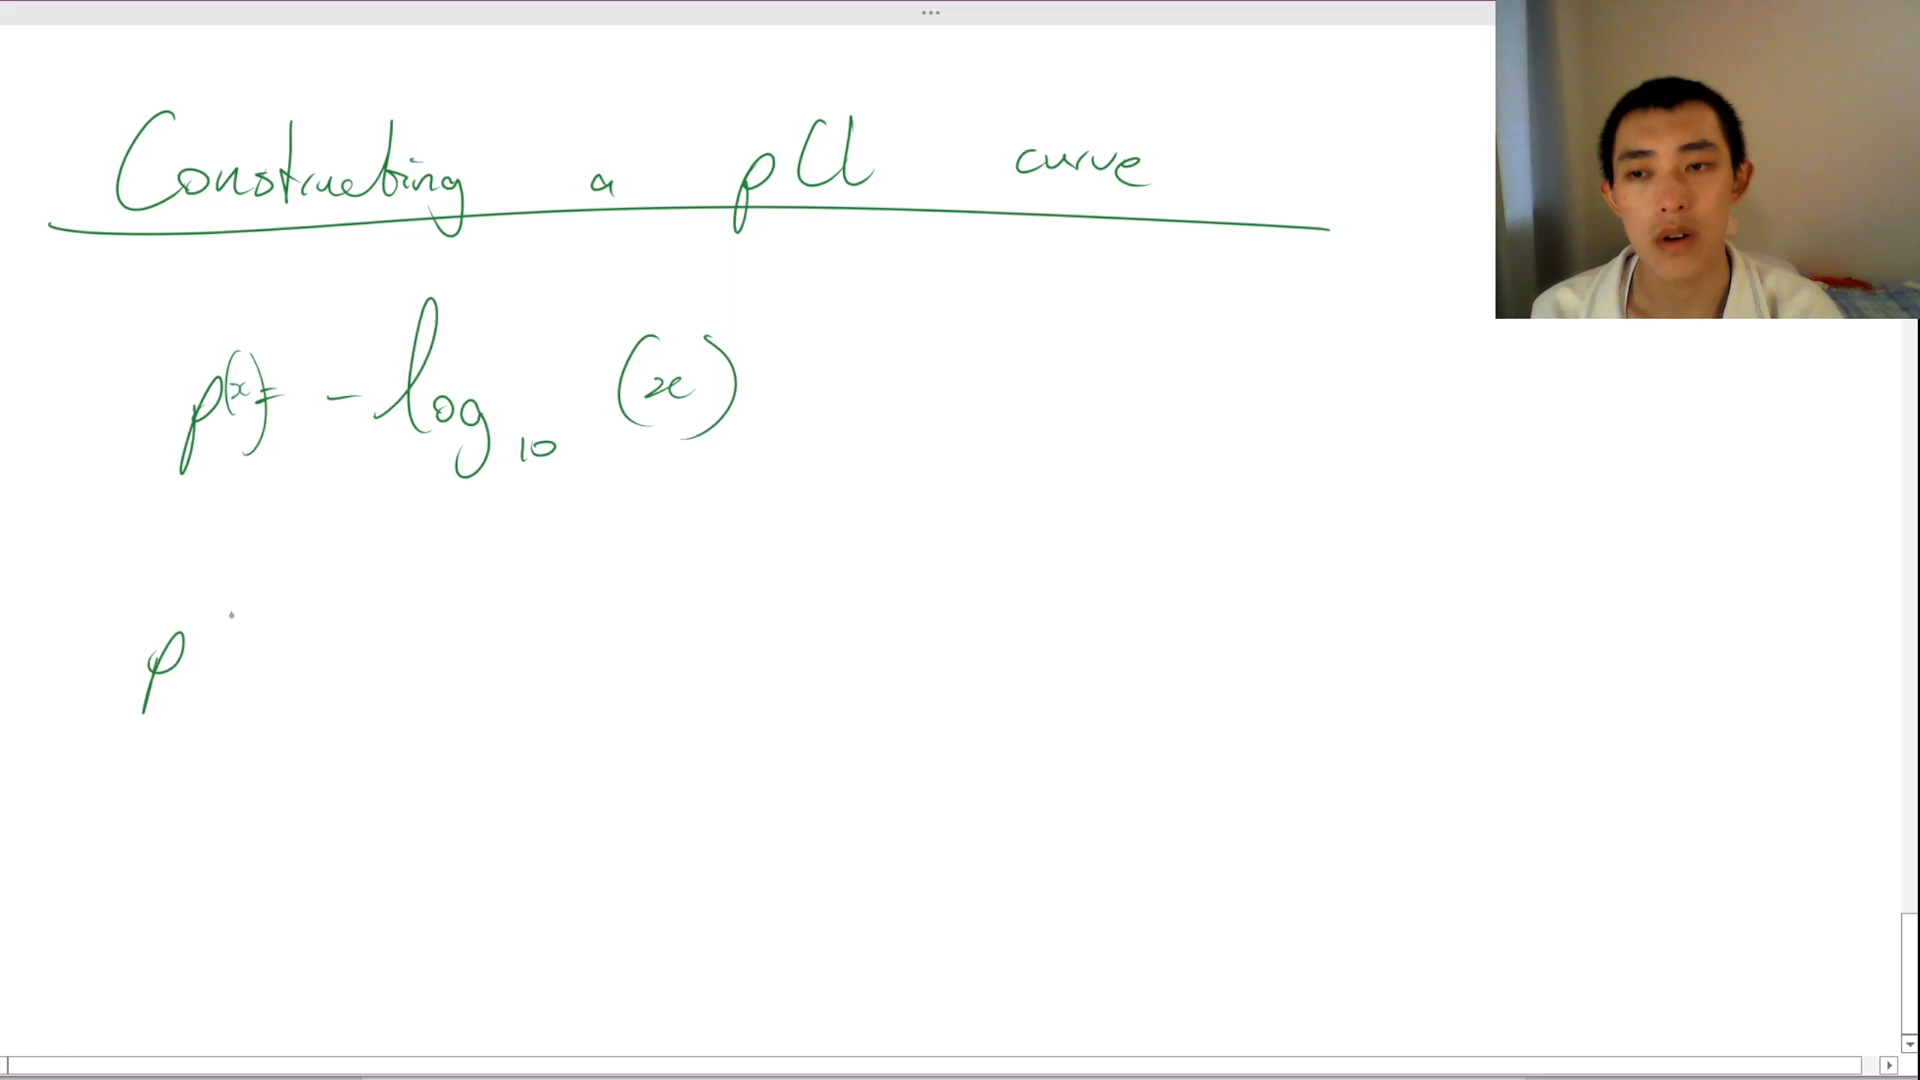 Constructing a pCl curve
p(x) = - log₁₀ (x)
p